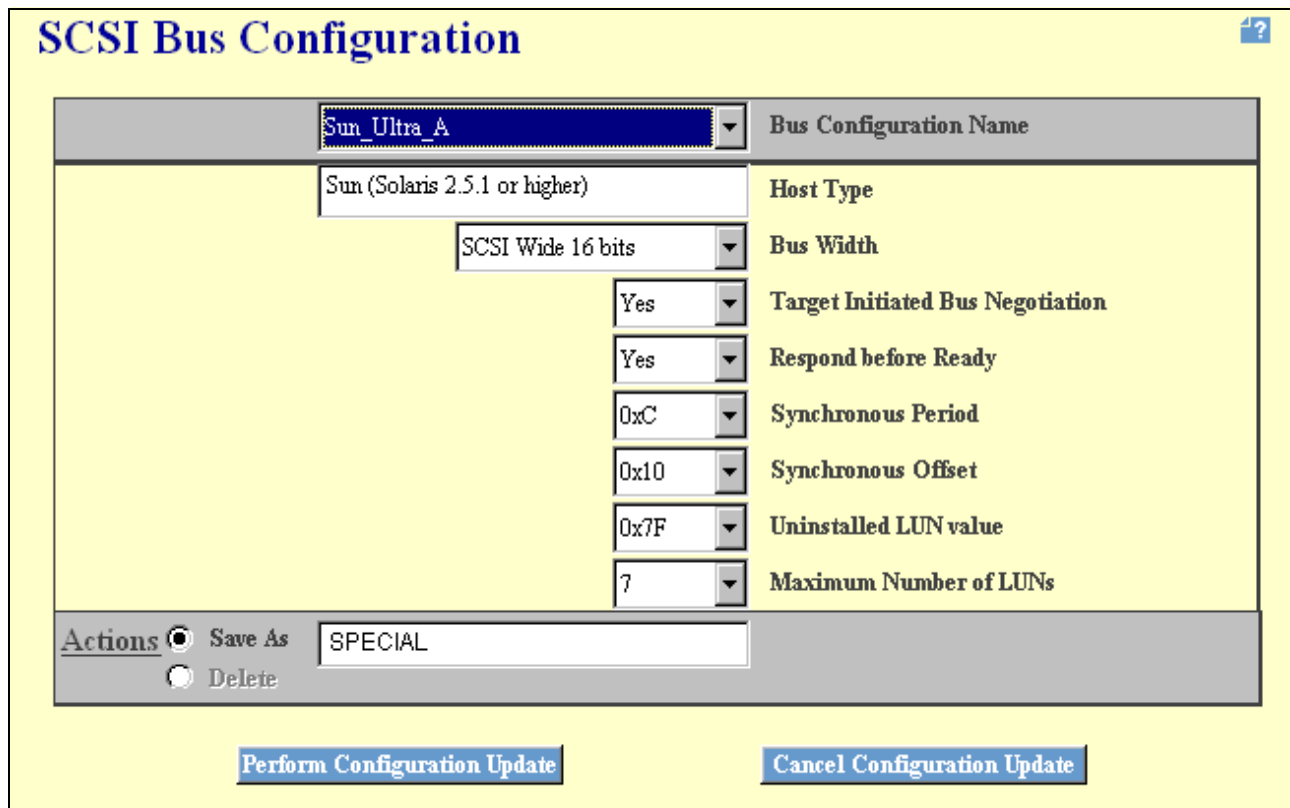 SCSI Bus Configuration
?
Sun_Ultra_A Bus Configuration Name
Sun (Solaris 2.5.1 or higher) Host Type
SCSI Wide 16 bits Bus Width
Yes Target Initiated Bus Negotiation
Yes Respond before Ready
0xC Synchronous Period
0x10 Synchronous Offset
0x7F Uninstalled LUN value
7 Maximum Number of LUNs
Actions Save As SPECIAL
Delete
Perform Configuration Update Cancel Configuration Update